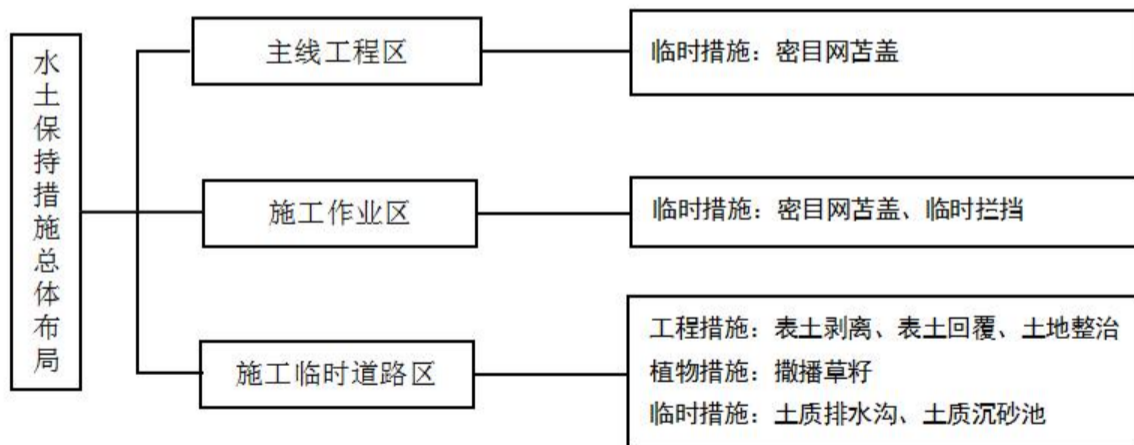 水土保持措施总体布局
主线工程区
临时措施：密目网苫盖
施工作业区
临时措施：密目网苫盖、临时拦挡
施工临时道路区
工程措施：表土剥离、表土回覆、土地整治
植物措施：撒播草籽
临时措施：土质排水沟、土质沉砂池